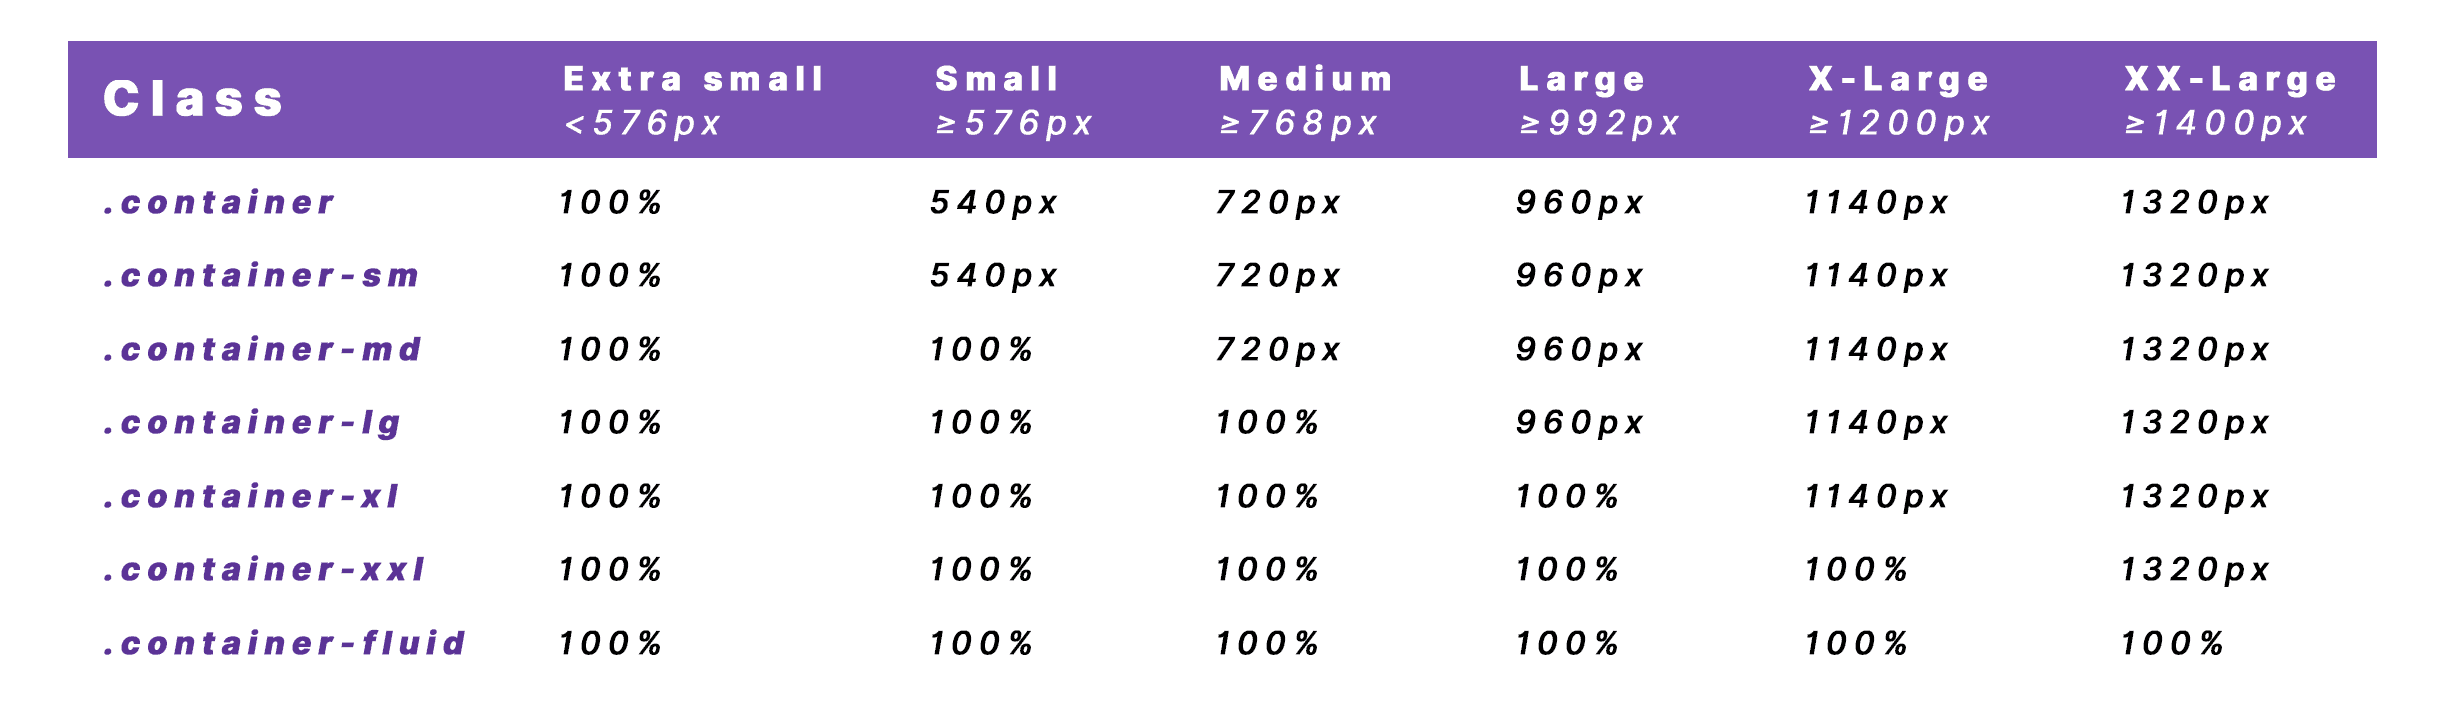 Class Extra small Small Medium Large X-Large XX-Large
<576px ≥576px ≥768px ≥992px ≥1200px ≥1400px
.container 100% 540px 720px 960px 1140px 1320px
.container-sm 100% 540px 720px 960px 1140px 1320px
.container-md 100% 100% 720px 960px 1140px 1320px
.container-lg 100% 100% 100% 960px 1140px 1320px
.container-xl 100% 100% 100% 100% 1140px 1320px
.container-xxl 100% 100% 100% 100% 100% 1320px
.container-fluid 100% 100% 100% 100% 100% 100%